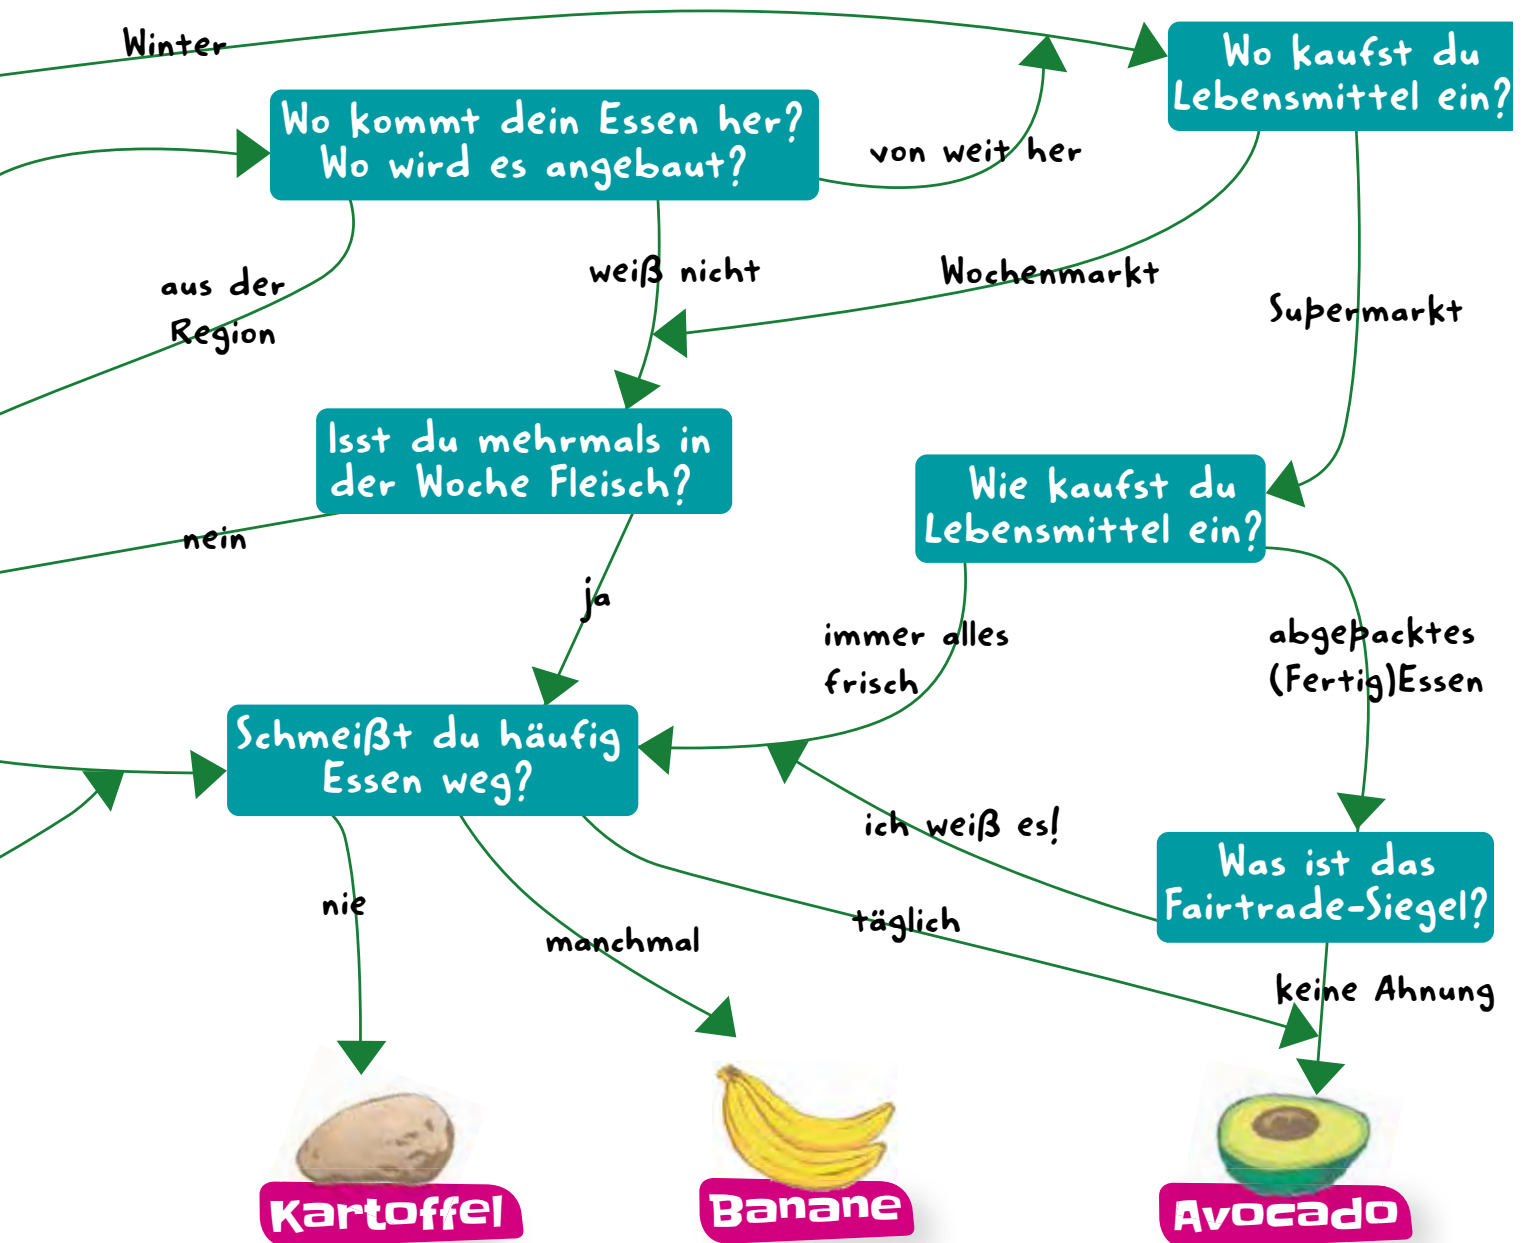 Winter
Wo kaufst du
Lebensmittel ein?
Wo kommt dein Essen her?
Wo wird es angebaut?
von weit her
aus der
Region
weiß nicht
Wochenmarkt
Supermarkt
Isst du mehrmals in
der Woche Fleisch?
Wie kaufst du
Lebensmittel ein?
nein
ja
immer alles
frisch
abgepacktes
(Fertig)Essen
Schmeißt du häufig
Essen weg?
ich weiß es!
Was ist das
Fairtrade-Siegel?
nie
manchmal
täglich
keine Ahnung
Kartoffel
Banane
Avocado